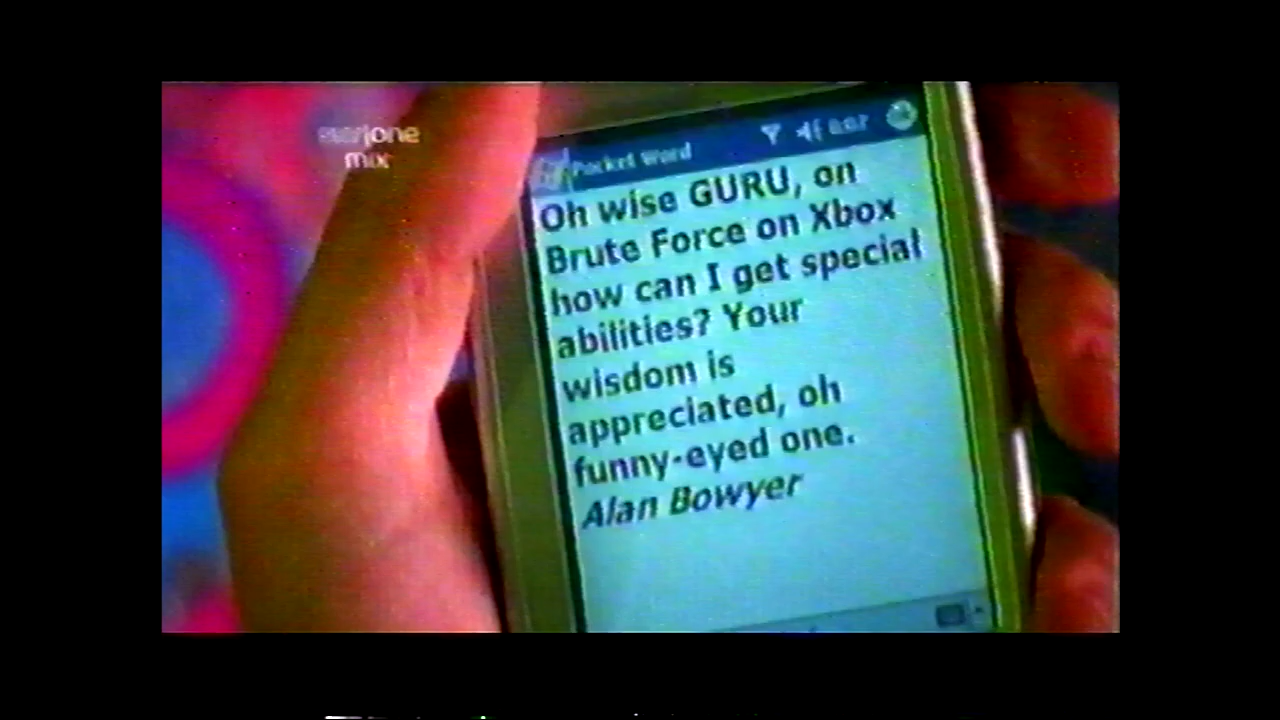 starjone
mix
Pocket Word
Oh wise GURU, on
Brute Force on Xbox
how can I get special
abilities? Your
wisdom is
appreciated, oh
funny-eyed one.
Alan Bowyer